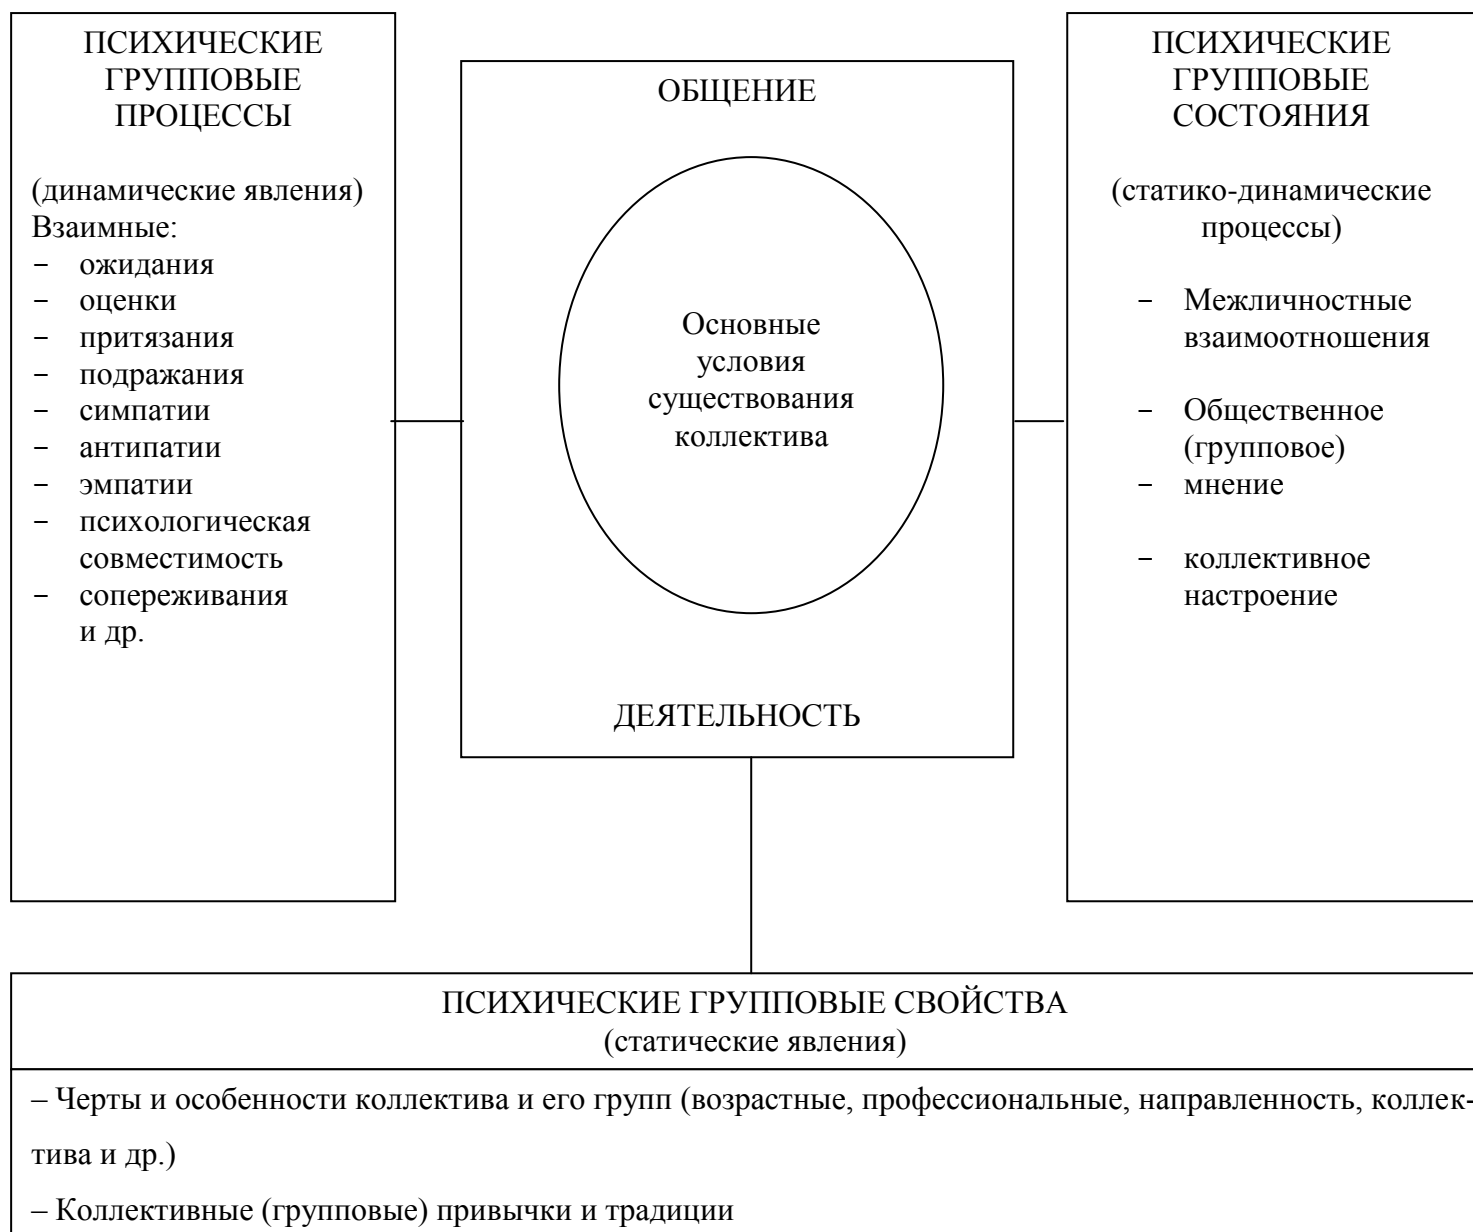 ПСИХИЧЕСКИЕ
ГРУППОВЫЕ
ПРОЦЕССЫ
(динамические явления)
Взаимные:
− ожидания
− оценки
− притязания
− подражания
− симпатии
− антипатии
− эмпатии
− психологическая
совместимость
− сопереживания
и др.
ОБЩЕНИЕ
Основные
условия
существования
коллектива
ДЕЯТЕЛЬНОСТЬ
ПСИХИЧЕСКИЕ
ГРУППОВЫЕ
СОСТОЯНИЯ
(статико-динамические
процессы)
− Межличностные
взаимоотношения
− Общественное
(групповое)
− мнение
− коллективное
настроение
ПСИХИЧЕСКИЕ ГРУППОВЫЕ СВОЙСТВА
(статические явления)
– Черты и особенности коллектива и его групп (возрастные, профессиональные, направленность, коллек-
тива и др.)
– Коллективные (групповые) привычки и традиции